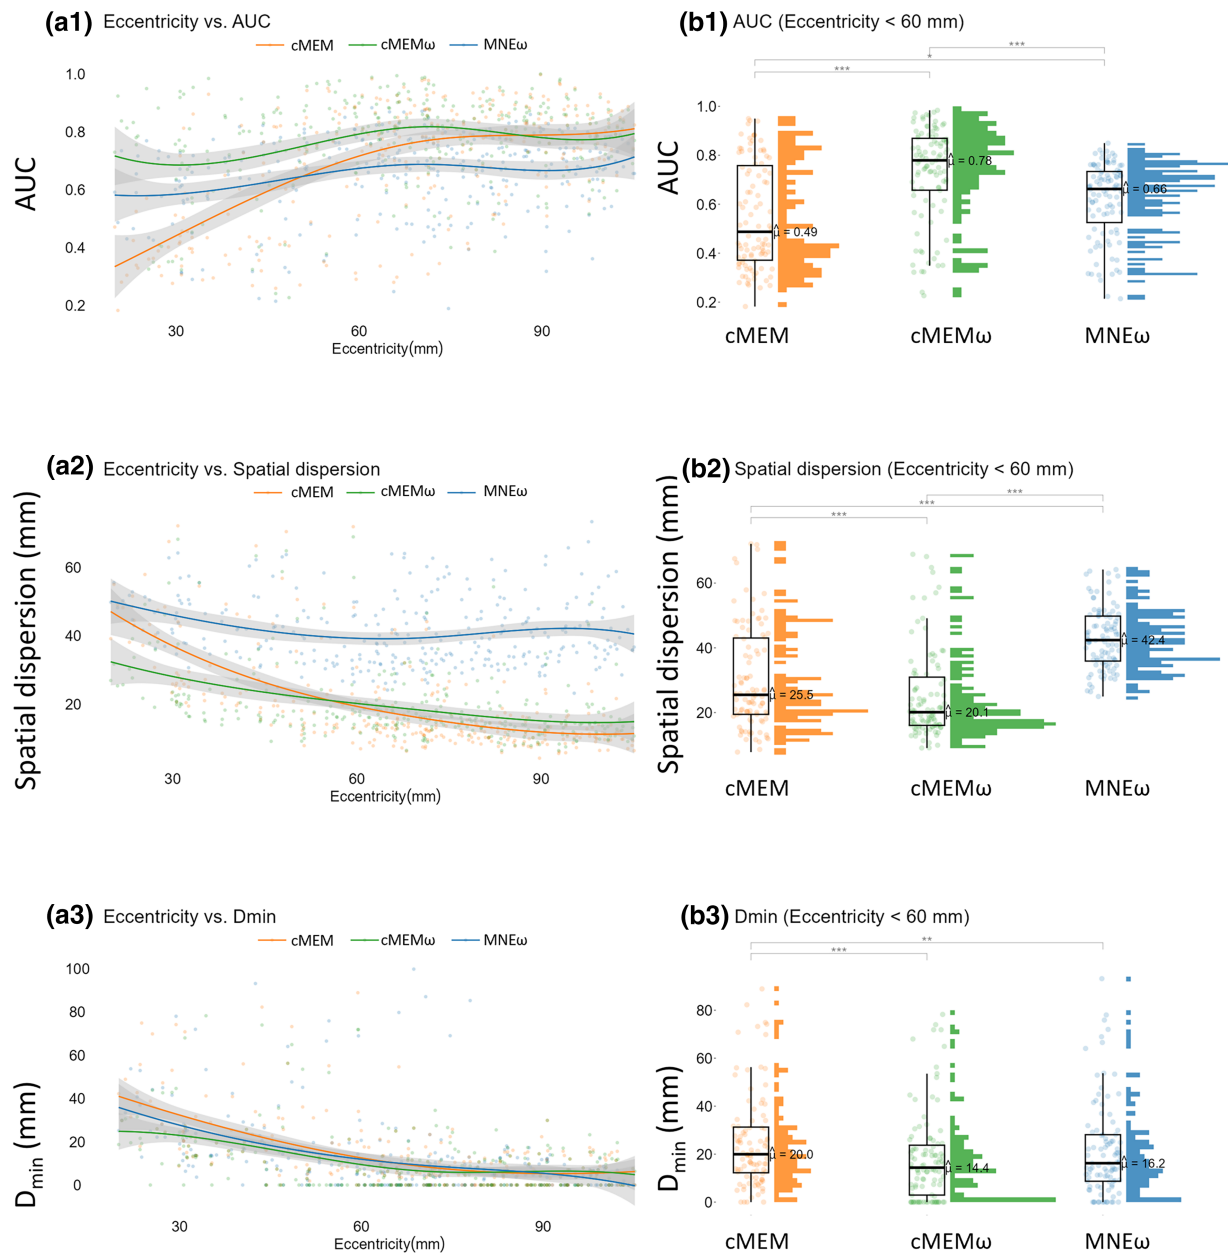 (a1) Eccentricity vs. AUC
cMEM cMEMω MNEω
AUC
1.0
0.8
0.6
0.4
0.2
30 60 90
Eccentricity(mm)
(b1) AUC (Eccentricity < 60 mm)
***
*
***
AUC
1.0
0.8
0.6
0.4
0.2
μ̂ = 0.49
μ̂ = 0.78
μ̂ = 0.66
cMEM cMEMω MNEω
(a2) Eccentricity vs. Spatial dispersion
cMEM cMEMω MNEω
Spatial dispersion (mm)
60
40
20
30 60 90
Eccentricity(mm)
(b2) Spatial dispersion (Eccentricity < 60 mm)
***
***
***
Spatial dispersion (mm)
60
40
20
μ̂ = 25.5
μ̂ = 20.1
μ̂ = 42.4
cMEM cMEMω MNEω
(a3) Eccentricity vs. Dmin
cMEM cMEMω MNEω
Dmin (mm)
100
80
60
40
20
0
30 60 90
Eccentricity(mm)
(b3) Dmin (Eccentricity < 60 mm)
**
***
Dmin (mm)
80
60
40
20
0
μ̂ = 20.0
μ̂ = 14.4
μ̂ = 16.2
cMEM cMEMω MNEω